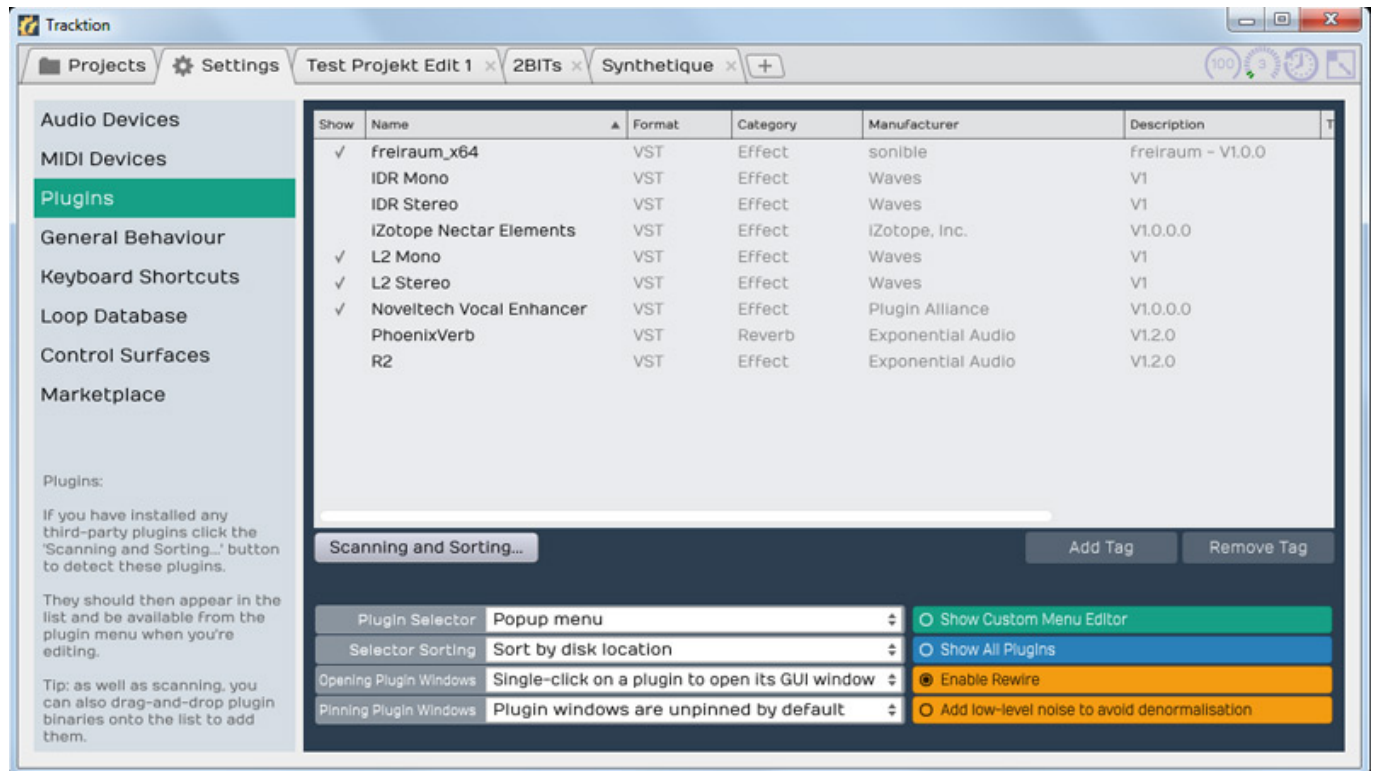 Tracktion
Projects Settings Test Projekt Edit 1 × 2BITs × Synthetique × +
100 3
Audio Devices
MIDI Devices
Plugins
General Behaviour
Keyboard Shortcuts
Loop Database
Control Surfaces
Marketplace
Plugins:
If you have installed any
third-party plugins click the
'Scanning and Sorting...' button
to detect these plugins.
They should then appear in the
list and be available from the
plugin menu when you're
editing.
Tip: as well as scanning, you
can also drag-and-drop plugin
binaries onto the list to add
them.
Show Name Format Category Manufacturer Description T
√ freiraum_x64 VST Effect sonible freiraum - V1.0.0
IDR Mono VST Effect Waves V1
IDR Stereo VST Effect Waves V1
iZotope Nectar Elements VST Effect iZotope, Inc. V1.0.0.0
√ L2 Mono VST Effect Waves V1
√ L2 Stereo VST Effect Waves V1
√ Noveltech Vocal Enhancer VST Effect Plugin Alliance V1.0.0.0
PhoenixVerb VST Reverb Exponential Audio V1.2.0
R2 VST Effect Exponential Audio V1.2.0
Scanning and Sorting... Add Tag Remove Tag
Plugin Selector Popup menu Show Custom Menu Editor
Selector Sorting Sort by disk location Show All Plugins
Opening Plugin Windows Single-click on a plugin to open its GUI window Enable Rewire
Pinning Plugin Windows Plugin windows are unpinned by default Add low-level noise to avoid denormalisation